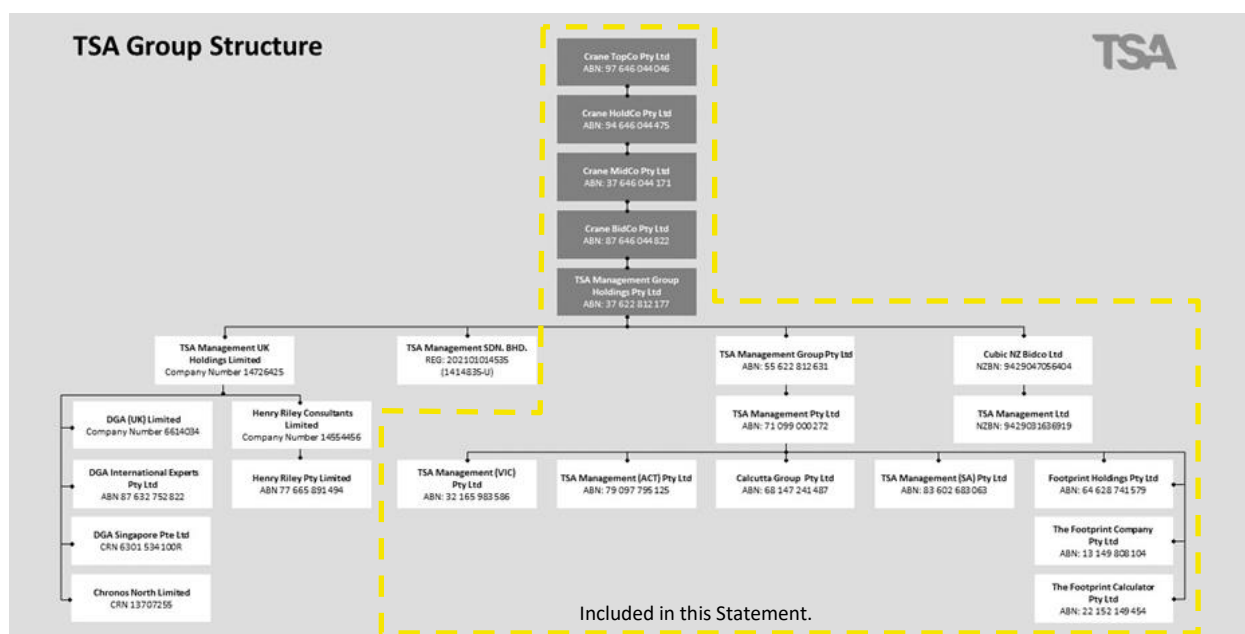 TSA Group Structure
TSA
Crane TopCo Pty Ltd
ABN: 97 646 044 046
Crane HoldCo Pty Ltd
ABN: 94 646 044 475
Crane MidCo Pty Ltd
ABN: 37 646 044 171
Crane BidCo Pty Ltd
ABN: 87 646 044 822
TSA Management Group
Holdings Pty Ltd
ABN: 37 622 812 177
TSA Management UK
Holdings Limited
Company Number 14726425
TSA Management SDN. BHD.
REG: 202101014535
(1414835-U)
TSA Management Group Pty Ltd
ABN: 55 622 812 631
Cubic NZ Bidco Ltd
NZBN: 9429047056404
DGA (UK) Limited
Company Number 6614034
Henry Riley Consultants
Limited
Company Number 14554456
TSA Management Pty Ltd
ABN: 71 099 000 272
TSA Management Ltd
NZBN: 9429031636919
DGA International Experts
Pty Ltd
ABN 87 632 752 822
Henry Riley Pty Limited
ABN 77 665 891 494
TSA Management (VIC)
Pty Ltd
ABN: 32 165 983 586
TSA Management (ACT) Pty Ltd
ABN: 79 097 795 125
Calcutta Group Pty Ltd
ABN: 68 147 241 487
TSA Management (SA) Pty Ltd
ABN: 83 602 683 063
Footprint Holdings Pty Ltd
ABN: 64 628 741 579
DGA Singapore Pte Ltd
CRN 6301 534 100R
The Footprint Company
Pty Ltd
ABN: 13 149 808 104
Chronos North Limited
CRN 13707255
The Footprint Calculator
Pty Ltd
ABN: 22 152 149 454
Included in this Statement.